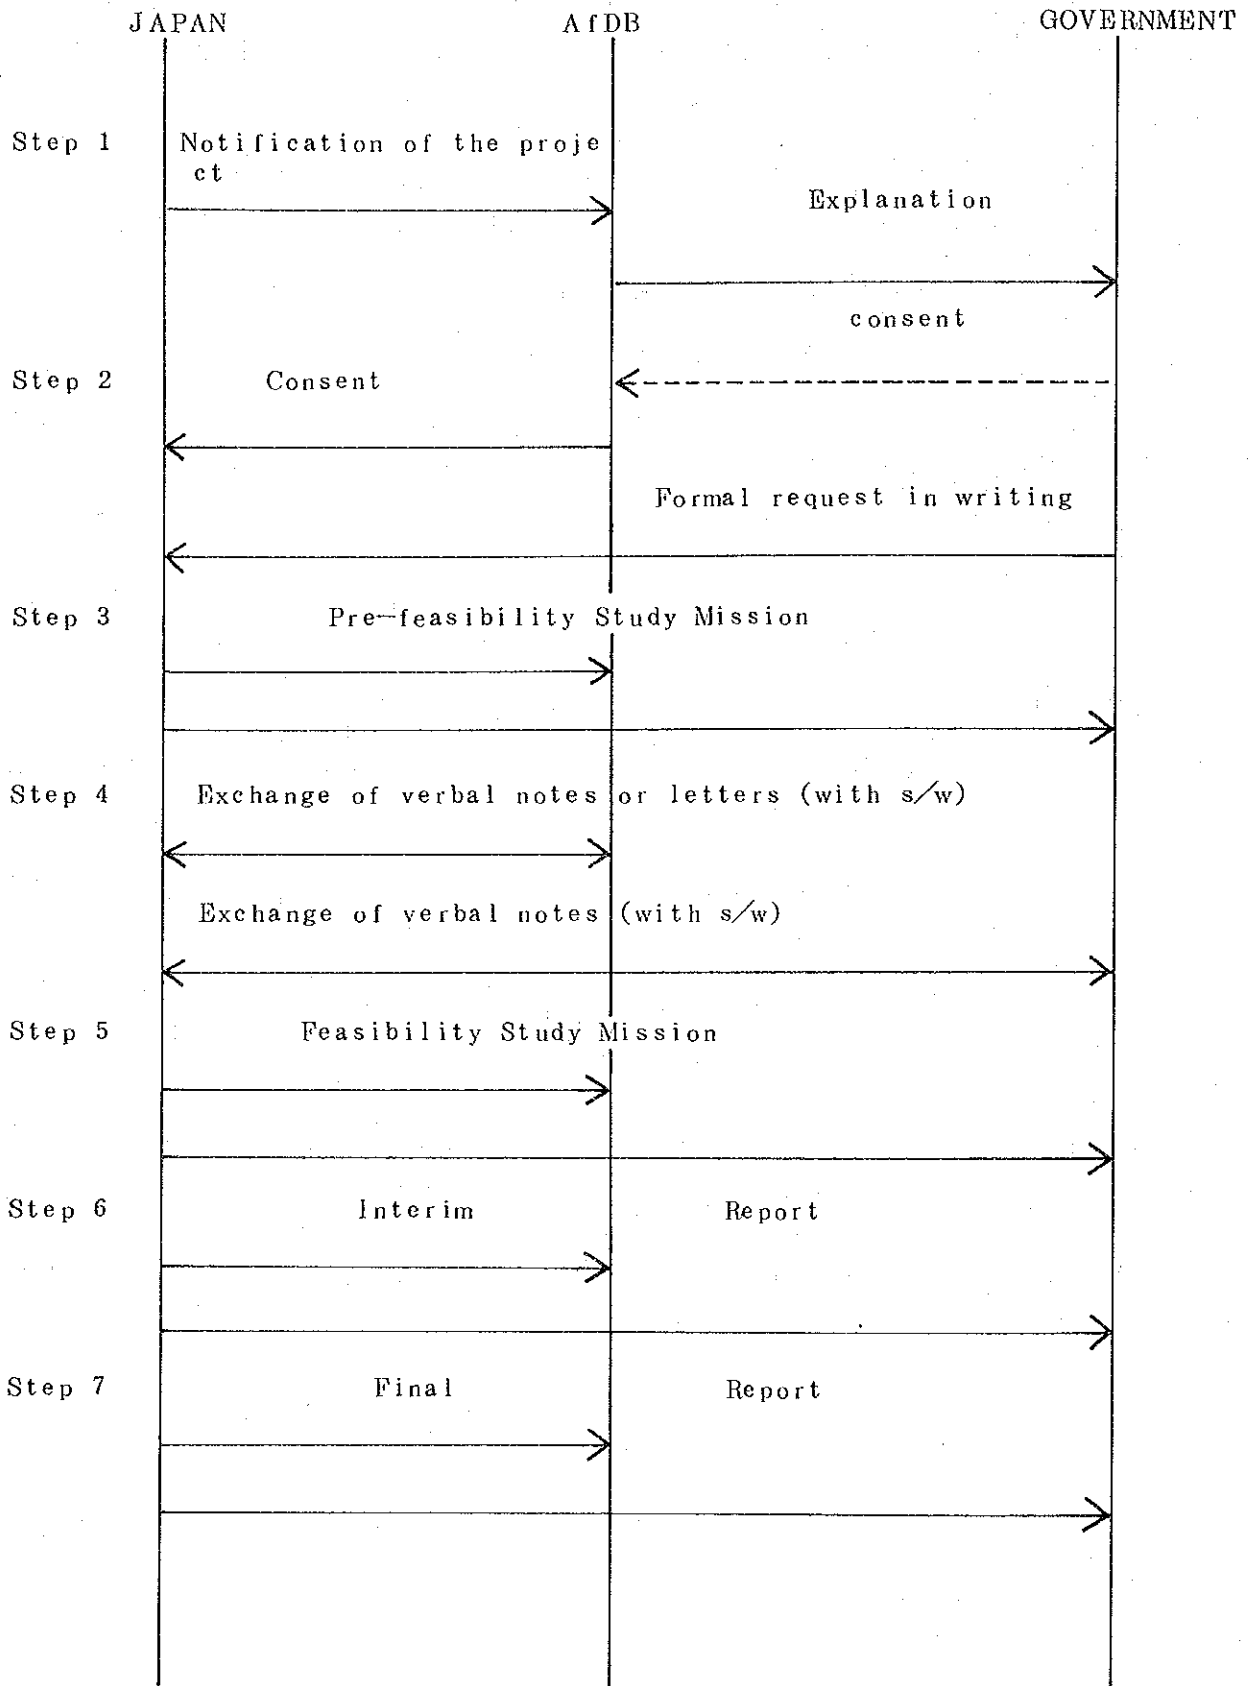 JAPAN AfDB GOVERNMENT
Step 1 Notification of the proje
ct
Explanation
consent
Step 2 Consent
Formal request in writing
Step 3 Pre-feasibility Study Mission
Step 4 Exchange of verbal notes or letters (with s/w)
Exchange of verbal notes (with s/w)
Step 5 Feasibility Study Mission
Step 6 Interim Report
Step 7 Final Report